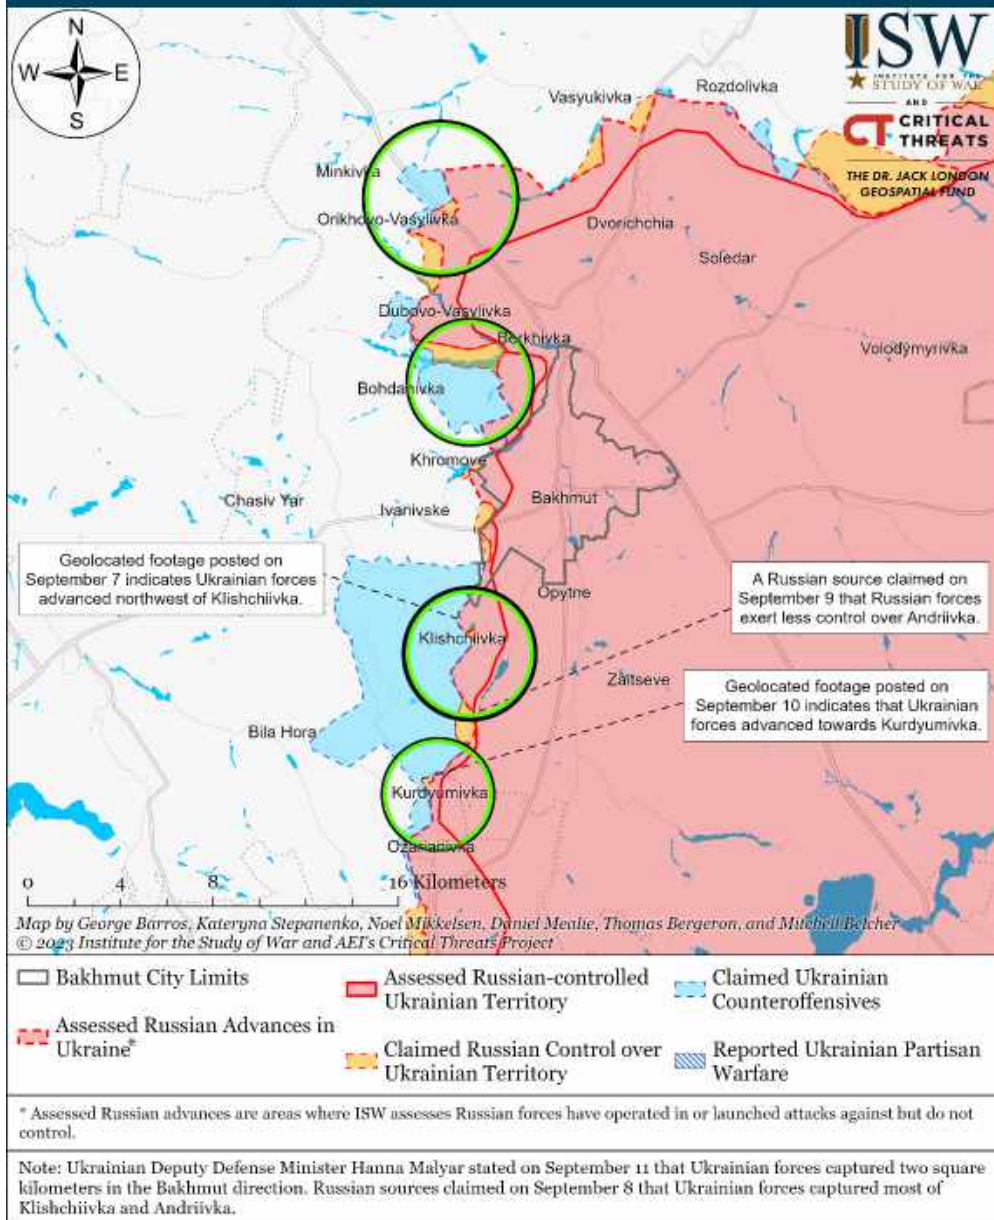 N
W E
S
ISW
INSTITUTE FOR THE
STUDY OF WAR
AND
CT CRITICAL
THREATS
THE DR. JACK LONDON
GEOSPATIAL FUND
Vasyukivka
Rozdolivka
Minkivka
Orikhovo-Vasylivka
Dvorichchia
Soledar
Dubovo-Vasylivka
Berkhivka
Volodymyrivka
Bohdanivka
Khromove
Chasiv Yar
Bakhmut
Ivanivske
Geolocated footage posted on
September 7 indicates Ukrainian forces
advanced northwest of Klishchiivka.
Opytne
A Russian source claimed on
September 9 that Russian forces
exert less control over Andriivka.
Klishchiivka
Zaitseve
Geolocated footage posted on
September 10 indicates that Ukrainian
forces advanced towards Kurdyumivka.
Bila Hora
Kurdyumivka
Ozarianivka
0 4 8 16 Kilometers
Map by George Barros, Kateryna Stepanenko, Noel Mikkelsen, Daniel Mealie, Thomas Bergeron, and Mitchell Belcher
© 2023 Institute for the Study of War and AEI's Critical Threats Project
Bakhmut City Limits
Assessed Russian Advances in
Ukraine*
Assessed Russian-controlled
Ukrainian Territory
Claimed Russian Control over
Ukrainian Territory
Claimed Ukrainian
Counteroffensives
Reported Ukrainian Partisan
Warfare
* Assessed Russian advances are areas where ISW assesses Russian forces have operated in or launched attacks against but do not
control.
Note: Ukrainian Deputy Defense Minister Hanna Malyar stated on September 11 that Ukrainian forces captured two square
kilometers in the Bakhmut direction. Russian sources claimed on September 8 that Ukrainian forces captured most of
Klishchiivka and Andriivka.